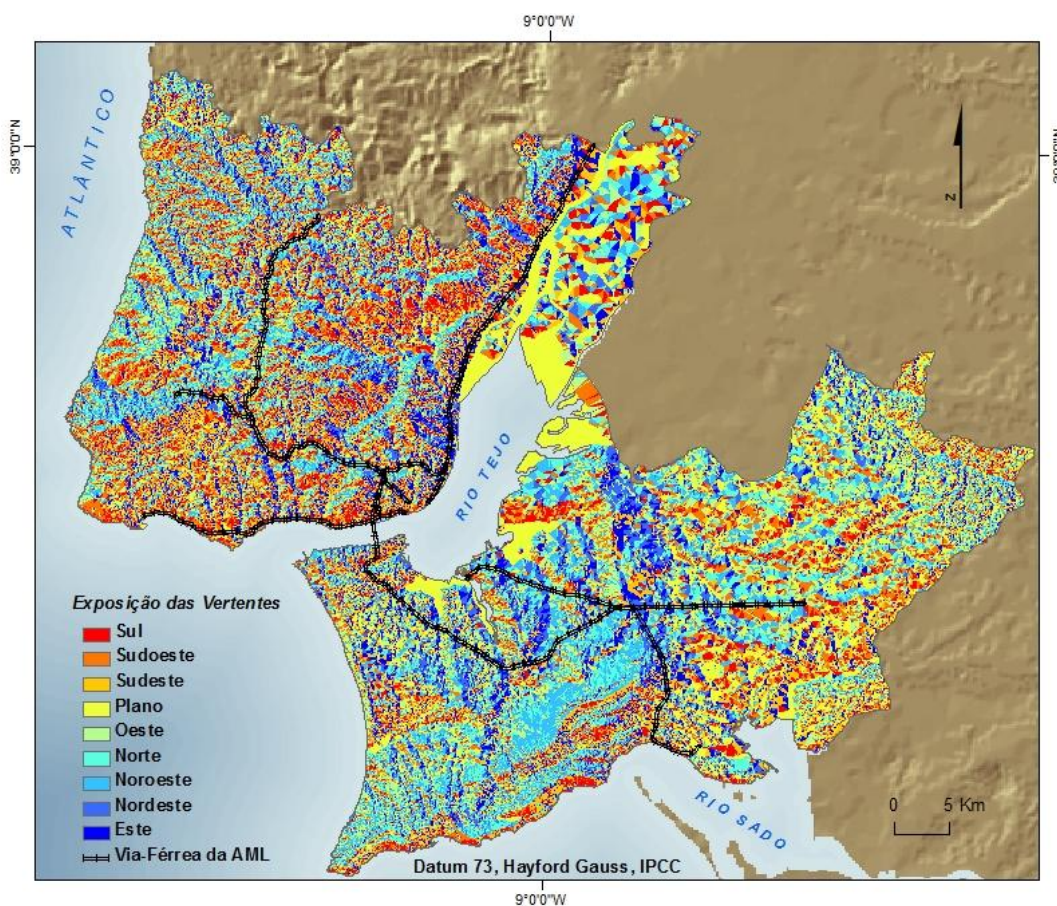 9°0'0"W
39°0'0"N
ATLÂNTICO
N
RIO TEJO
Exposição das Vertentes
Sul
Sudoeste
Sudeste
Plano
Oeste
Norte
Noroeste
Nordeste
Este
Via-Férrea da AML
0 5 Km
RIO SADO
Datum 73, Hayford Gauss, IPCC
9°0'0"W